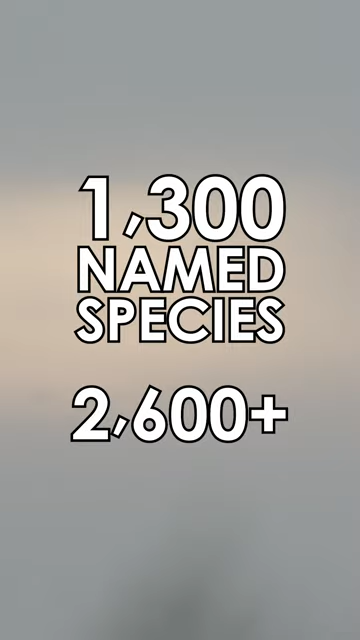 1,300
NAMED
SPECIES
2,600+